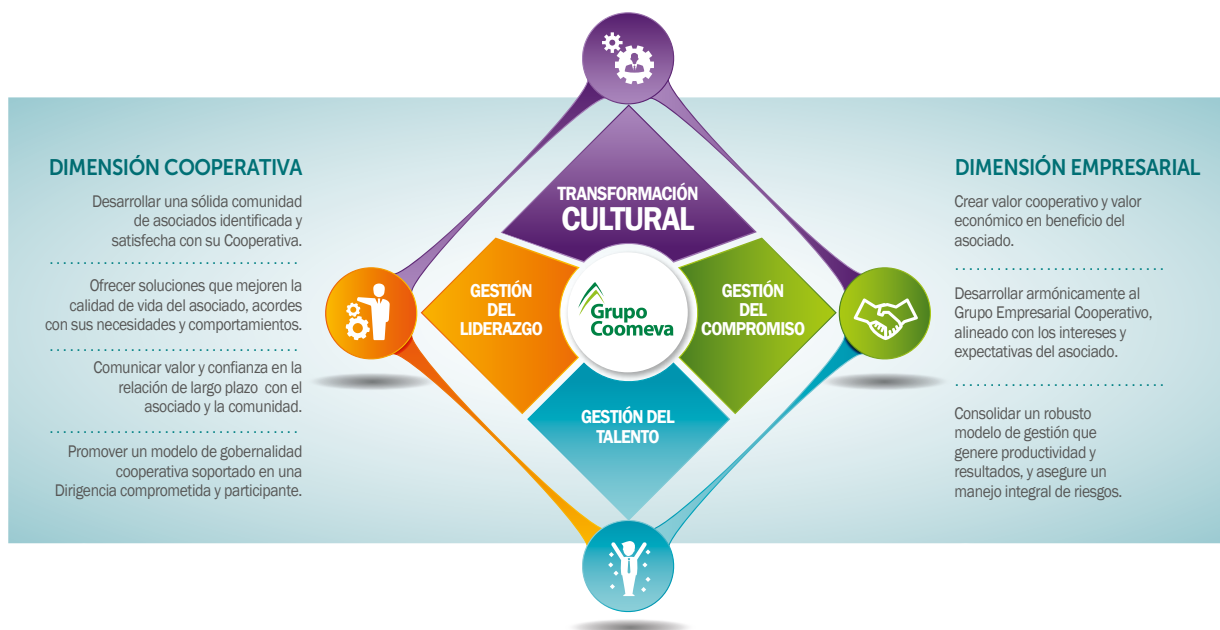 DIMENSIÓN COOPERATIVA
Desarrollar una sólida comunidad
de asociados identificada y
satisfecha con su Cooperativa.
Ofrecer soluciones que mejoren la
calidad de vida del asociado, acordes
con sus necesidades y comportamientos.
Comunicar valor y confianza en la
relación de largo plazo con el
asociado y la comunidad.
Promover un modelo de gobernalidad
cooperativa soportado en una
Dirigencia comprometida y participante.
TRANSFORMACIÓN
CULTURAL
GESTIÓN
DEL
LIDERAZGO
Grupo
Coomeva
GESTIÓN
DEL
COMPROMISO
GESTIÓN DEL
TALENTO
DIMENSIÓN EMPRESARIAL
Crear valor cooperativo y valor
económico en beneficio del
asociado.
Desarrollar armónicamente al
Grupo Empresarial Cooperativo,
alineado con los intereses y
expectativas del asociado.
Consolidar un robusto
modelo de gestión que
genere productividad y
resultados, y asegure un
manejo integral de riesgos.